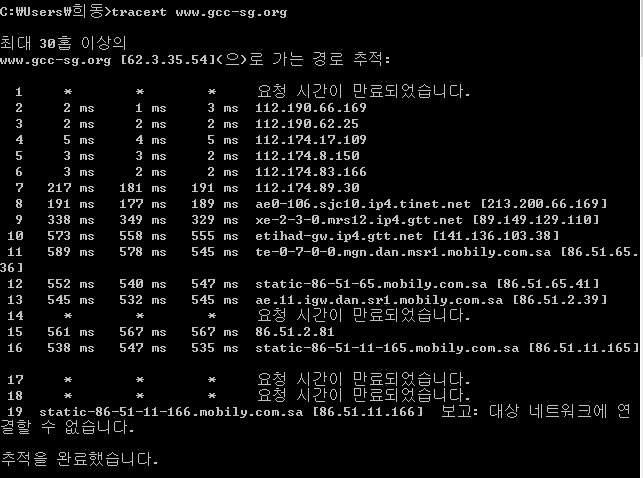 C:₩Users₩희동>tracert www.gcc-sg.org
최대 30홉 이상의
www.gcc-sg.org [62.3.35.54](으)로 가는 경로 추적:
1 * * * 요청 시간이 만료되었습니다.
2 2 ms 1 ms 3 ms 112.190.66.169
3 2 ms 2 ms 2 ms 112.190.62.25
4 5 ms 4 ms 5 ms 112.174.17.109
5 3 ms 3 ms 2 ms 112.174.8.150
6 3 ms 2 ms 2 ms 112.174.83.166
7 217 ms 181 ms 191 ms 112.174.89.30
8 191 ms 177 ms 189 ms ae0-106.sjc10.ip4.tinet.net [213.200.66.169]
9 338 ms 349 ms 329 ms xe-2-3-0.mrs12.ip4.gtt.net [89.149.129.110]
10 573 ms 558 ms 555 ms etihad-gw.ip4.gtt.net [141.136.103.38]
11 589 ms 578 ms 545 ms te-0-7-0-0.mgn.dan.msr1.mobily.com.sa [86.51.65.
36]
12 552 ms 540 ms 547 ms static-86-51-65.mobily.com.sa [86.51.65.41]
13 545 ms 532 ms 545 ms ae.11.igw.dan.sr1.mobily.com.sa [86.51.2.39]
14 * * * 요청 시간이 만료되었습니다.
15 561 ms 567 ms 567 ms 86.51.2.81
16 538 ms 547 ms 535 ms static-86-51-11-165.mobily.com.sa [86.51.11.165]
17 * * * 요청 시간이 만료되었습니다.
18 * * * 요청 시간이 만료되었습니다.
19 static-86-51-11-166.mobily.com.sa [86.51.11.166] 보고: 대상 네트워크에 연
결할 수 없습니다.
추적을 완료했습니다.